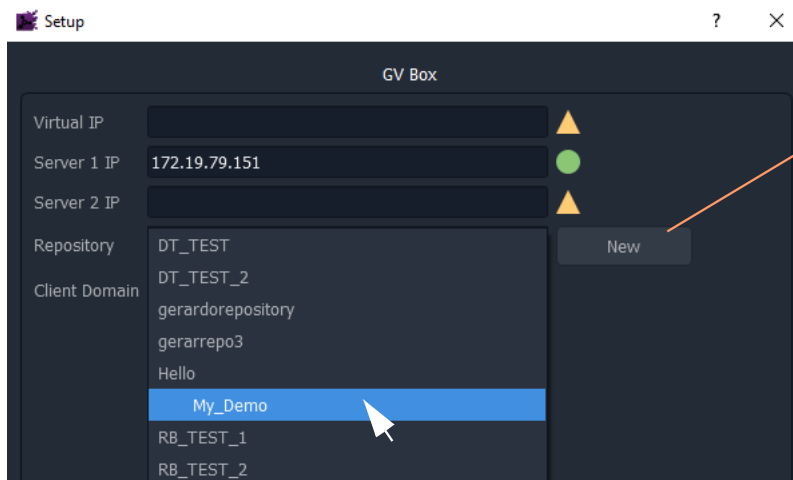 Setup
?
GV Box
Virtual IP
Server 1 IP 172.19.79.151
Server 2 IP
Repository DT_TEST New
DT_TEST_2
Client Domain
gerardorepository
gerarrepo3
Hello
My_Demo
RB_TEST_1
RB_TEST_2